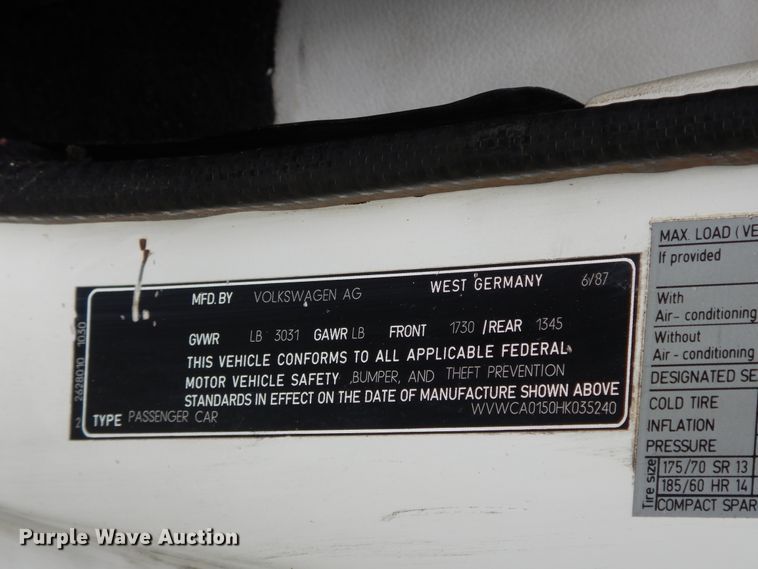 MFD. BY VOLKSWAGEN AG WEST GERMANY 6/87
GVWR LB 3031 GAWR LB FRONT 1730 /REAR 1345
THIS VEHICLE CONFORMS TO ALL APPLICABLE FEDERAL
MOTOR VEHICLE SAFETY ,BUMPER, AND THEFT PREVENTION
STANDARDS IN EFFECT ON THE DATE OF MANUFACTURE SHOWN ABOVE
TYPE PASSENGER CAR WVWCA0150HK035240
2 2628010 1030
MAX. LOAD (VE
If provided
With
Air-conditioning
Without
Air-conditioning
DESIGNATED SE
COLD TIRE
INFLATION
PRESSURE
Tire size
175/70 SR 13
185/60 HR 14
COMPACT SPAR
Purple Wave Auction